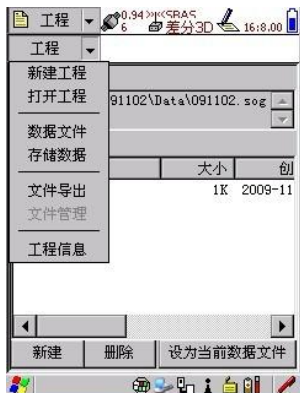 工程 0.94 SBAS 16:8.00
6 差分3D
工程
新建工程
打开工程
091102\Data\091102.sog
数据文件
存储数据
大小 创
文件导出 1K 2009-11
文件管理
工程信息
新建 删除 设为当前数据文件